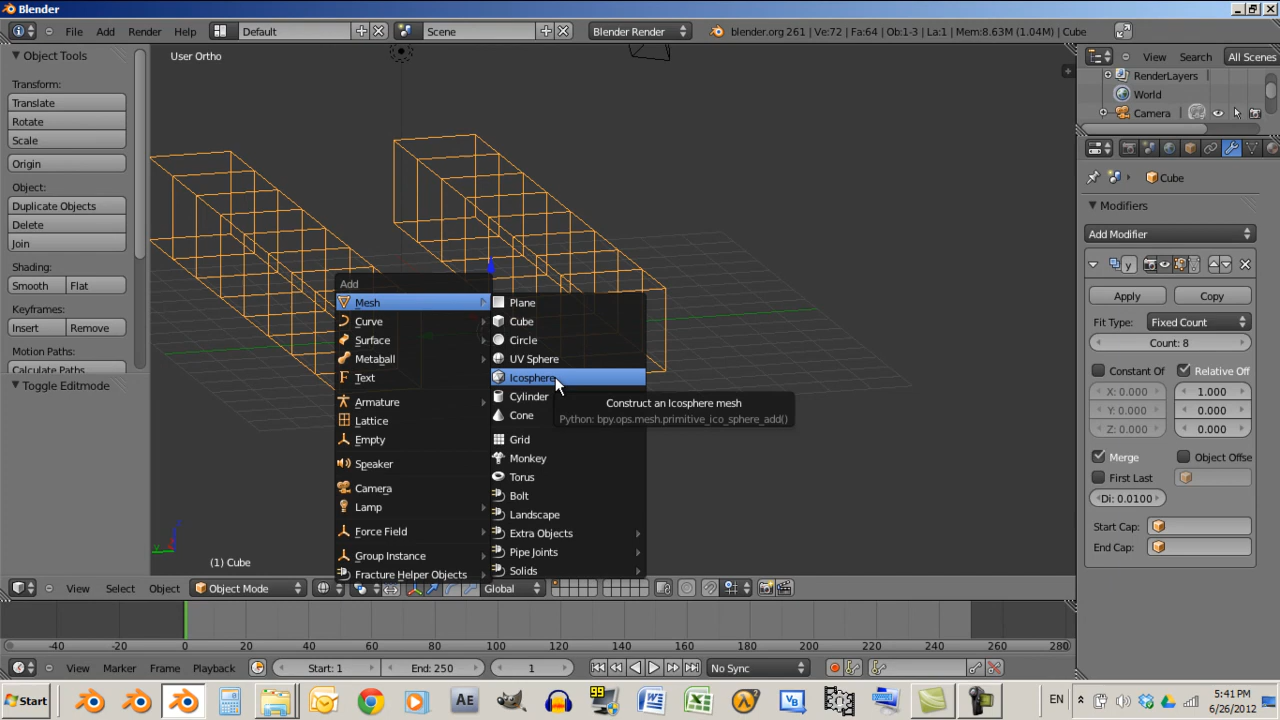 Blender
File Add Render Help Default Scene Blender Render blender.org 261 | Ve:72 | Fa:64 | Ob:1-3 | La:1 | Mem:8.63M (1.04M) | Cube
Object Tools
Transform:
Translate
Rotate
Scale
Origin
Object:
Duplicate Objects
Delete
Join
Shading:
Smooth Flat
Keyframes:
Insert Remove
Motion Paths:
Calculate Paths
Toggle Editmode
User Ortho
(1) Cube
Add
Mesh
Curve
Surface
Metaball
Text
Armature
Lattice
Empty
Speaker
Camera
Lamp
Force Field
Group Instance
Fracture Helper Objects
Plane
Cube
Circle
UV Sphere
Icosphere
Cylinder
Cone
Grid
Monkey
Torus
Bolt
Landscape
Extra Objects
Pipe Joints
Solids
Construct an Icosphere mesh
Python: bpy.ops.mesh.primitive_ico_sphere_add()
View Search All Scenes
RenderLayers
World
Camera
Cube
Modifiers
Add Modifier
y
Apply Copy
Fit Type: Fixed Count
Count: 8
Constant Of Relative Off
X: 0.000 1.000
Y: 0.000 0.000
Z: 0.000 0.000
Merge Object Offse
First Last
Di: 0.0100
Start Cap:
End Cap:
View Select Object Object Mode Global
-40 -20 0 20 40 60 80 100 120 140 160 180 200 220 240 260 280
View Marker Frame Playback Start: 1 End: 250 1 No Sync
Start AE 99 EN 5:41 PM
6/26/2012